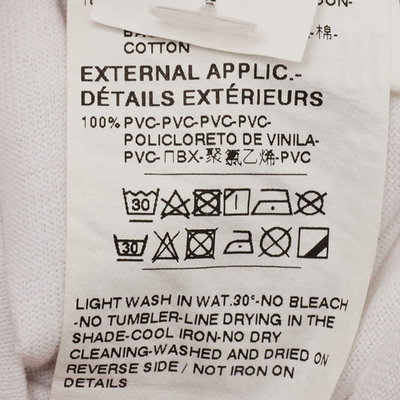 COTTON
EXTERNAL APPLIC.-
DÉTAILS EXTÉRIEURS
100% PVC-PVC-PVC-PVC-
POLICLORETO DE VINILA-
PVC-ПВХ-聚氯乙烯-PVC
30
30
LIGHT WASH IN WAT.30°-NO BLEACH
-NO TUMBLER-LINE DRYING IN THE
SHADE-COOL IRON-NO DRY
CLEANING-WASHED AND DRIED ON
REVERSE SIDE / NOT IRON ON
DETAILS